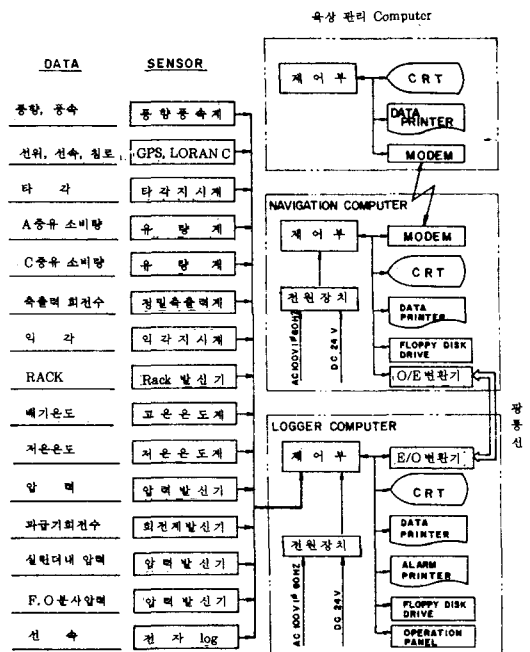 육상 관리 Computer
DATA SENSOR
풍향, 풍속 풍향풍속계
선위, 선속, 침로 GPS, LORAN C
타 각 타각지시계
A중유 소비량 유 량 계
C중유 소비량 유 량 계
축출력 회전수 정밀축출력계
익 각 익각지시계
RACK Rack 발신기
배기온도 고온온도계
저온온도 저온온도계
압 력 압력발신기
과급기회전수 회전계발신기
실린더내 압력 압력발신기
F.O분사압력 압력발신기
선 속 전자 log
제어부
CRT
DATA PRINTER
MODEM
NAVIGATION COMPUTER
제어부
MODEM
CRT
전원장치
DATA PRINTER
FLOPPY DISK DRIVE
O/E변환기
AC100V1ᵠ60HZ
DC 24V
광통신
LOGGER COMPUTER
제어부
E/O변환기
CRT
전원장치
DATA PRINTER
ALARM PRINTER
FLOPPY DISK DRIVE
OPERATION PANEL
AC100V1ᵠ60HZ
DC 24V